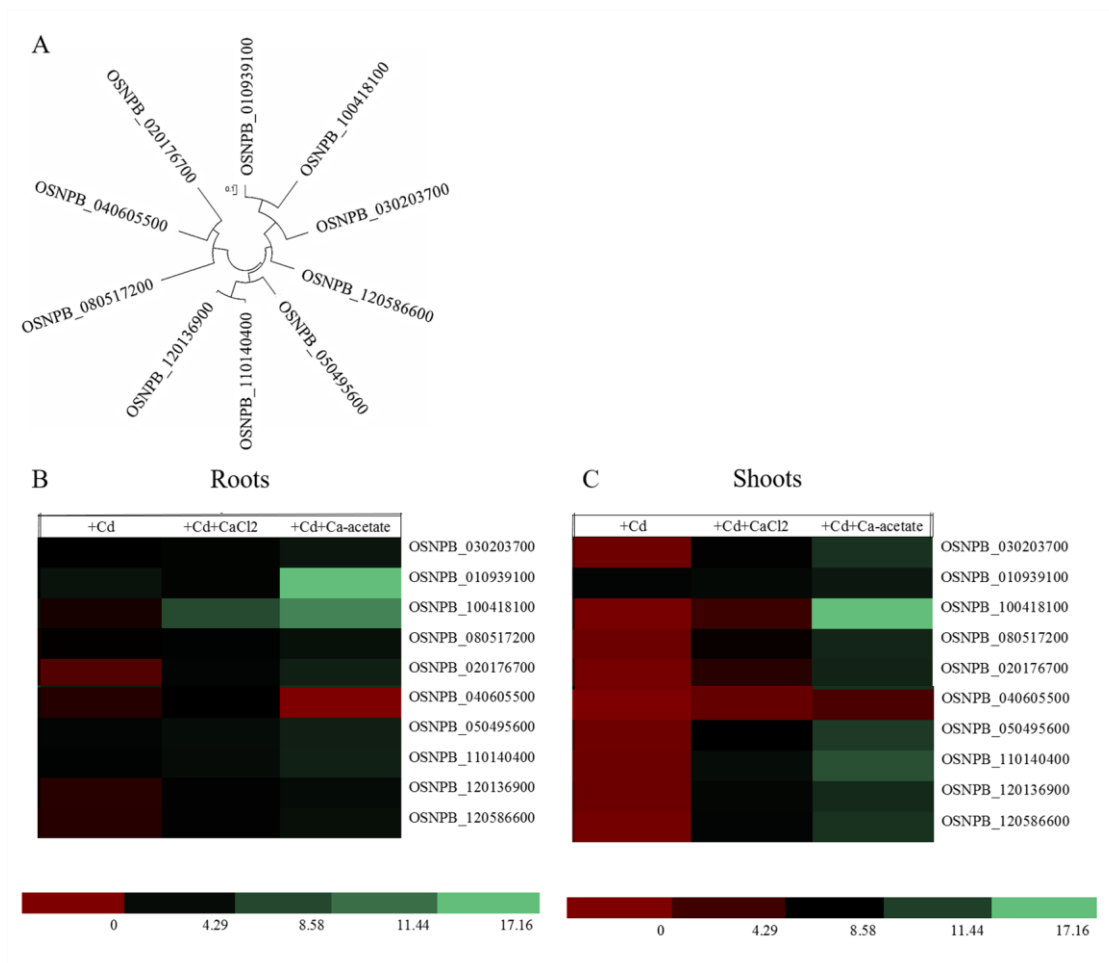 A
OSNPB_010939100
OSNPB_100418100
OSNPB_020176700
OSNPB_040605500
0.1
OSNPB_030203700
OSNPB_120586600
OSNPB_080517200
OSNPB_120136900
OSNPB_110140400
OSNPB_050495600
B Roots
+Cd +Cd+CaCl2 +Cd+Ca-acetate
OSNPB_030203700
OSNPB_010939100
OSNPB_100418100
OSNPB_080517200
OSNPB_020176700
OSNPB_040605500
OSNPB_050495600
OSNPB_110140400
OSNPB_120136900
OSNPB_120586600
0 4.29 8.58 11.44 17.16
C Shoots
+Cd +Cd+CaCl2 +Cd+Ca-acetate
OSNPB_030203700
OSNPB_010939100
OSNPB_100418100
OSNPB_080517200
OSNPB_020176700
OSNPB_040605500
OSNPB_050495600
OSNPB_110140400
OSNPB_120136900
OSNPB_120586600
0 4.29 8.58 11.44 17.16